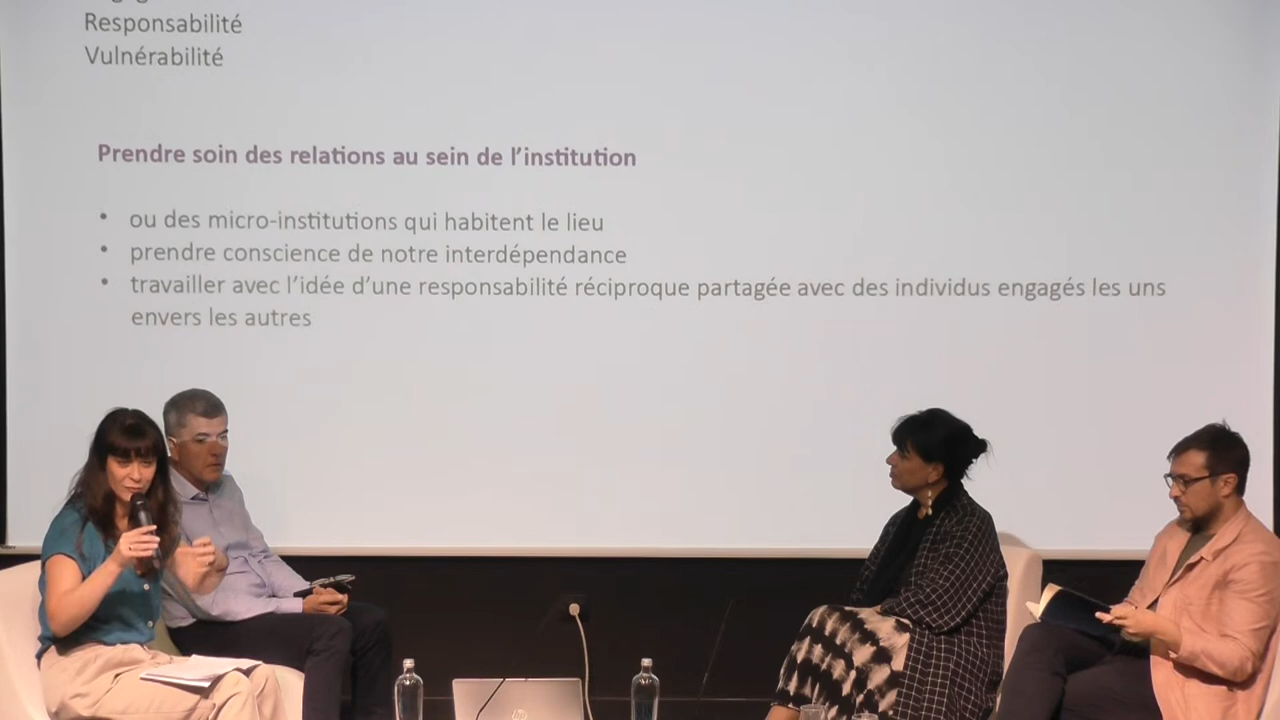 Responsabilité
Vulnérabilité
Prendre soin des relations au sein de l'institution
• ou des micro-institutions qui habitent le lieu
• prendre conscience de notre interdépendance
• travailler avec l'idée d'une responsabilité réciproque partagée avec des individus engagés les uns
envers les autres
hp